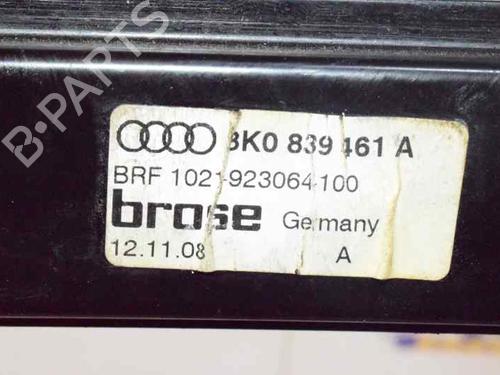 B-PARTS
8K0 839 461 A
BRF 1021-923064-100
brose Germany
12.11.08 A